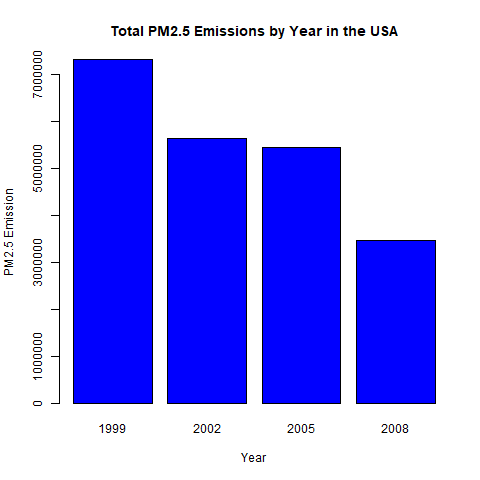 Total PM2.5 Emissions by Year in the USA
PM2.5 Emission
7000000
5000000
3000000
1000000
0
1999 2002 2005 2008
Year